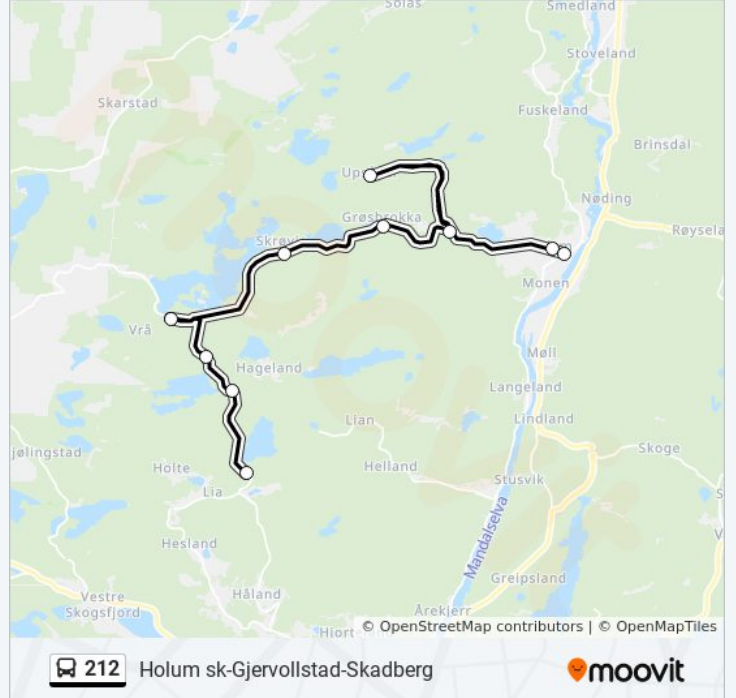 Solås
Smedland
Stoveland
Skarstad
Fuskeland
Brinsdal
Ups
Nøding
Grøsbrokka
Røysela
Skrøvj
Monen
Vrå
Møll
Hageland
Langeland
Lian
Lindland
jølingstad
Skoge
Holte
Helland
Stusvik
Lia
Mandalselva
Hesland
Greipsland
Vestre
Skogsfjord
Håland
Årekjerr
© OpenStreetMap contributors | © OpenMapTiles
212 Holum sk-Gjervollstad-Skadberg
moovit